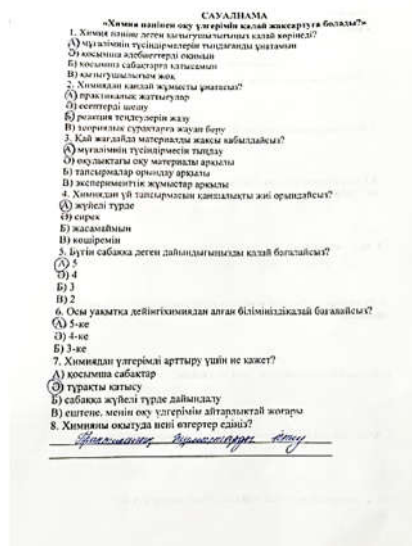 САУАЛНАМА
«Химия пәнінен оқу үлгерімін қалай жақсартуға болады?»
1. Химия пәніне деген қызығушылығыңыз қалай көрінеді?
А) мұғалімнің түсіндірмелерін тыңдағанды ұнатамын
Ә) қосымша әдебиеттерді оқимын
Б) қосымша сабақтарға қатысамын
В) қызығушылығым жоқ
2. Химиядан қандай жұмысты ұнатасыз?
А) практикалық жаттығулар
Ә) есептерді шешу
Б) реакция теңдеулерін жазу
В) теориялық сұрақтарға жауап беру
3. Қай жағдайда материалды жақсы қабылдайсыз?
А) мұғалімнің түсіндірмесін тыңдау
Ә) оқулықтағы оқу материалы арқылы
Б) тапсырмалар орындау арқылы
В) эксперименттік жұмыстар арқылы
4. Химиядан үй тапсырмасын қаншалықты жиі орындайсыз?
А) жүйелі түрде
Ә) сирек
Б) жасамаймын
В) көшіремін
5. Бүгін сабаққа деген дайындығыңызды қалай бағалайсыз?
А) 5
Ә) 4
Б) 3
В) 2
6. Осы уақытқа дейінгіхимиядан алған біліміңіздіқалай бағалайсыз?
А) 5-ке
Ә) 4-ке
Б) 3-ке
7. Химиядан үлгерімді арттыру үшін не қажет?
А) қосымша сабақтар
Ә) тұрақты қатысу
Б) сабаққа жүйелі түрде дайындалу
В) ештеңе, менің оқу үлгерімім айтарлықтай жоғары
8. Химияны оқытуда нені өзгертер едіңіз?
жұмыстарды